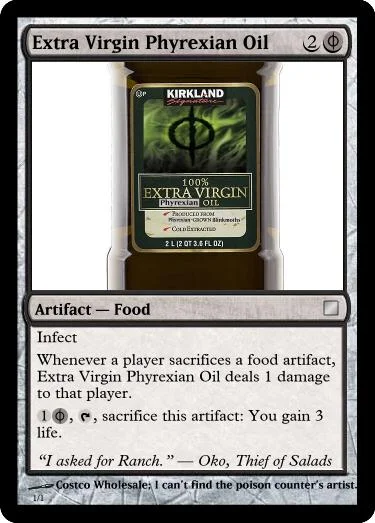 Extra Virgin Phyrexian Oil 2
P
KIRKLAND
Signature
100%
EXTRA VIRGIN
Phyrexian OIL
PRODUCED FROM
Phyrexian-GROWN Blinkmoths
COLD EXTRACTED
2 L (2 QT 3.6 FL OZ)
Artifact — Food
Infect
Whenever a player sacrifices a food artifact,
Extra Virgin Phyrexian Oil deals 1 damage
to that player.
1 , , sacrifice this artifact: You gain 3
life.
“I asked for Ranch.” — Oko, Thief of Salads
Costco Wholesale; I can't find the poison counter's artist.
1/1